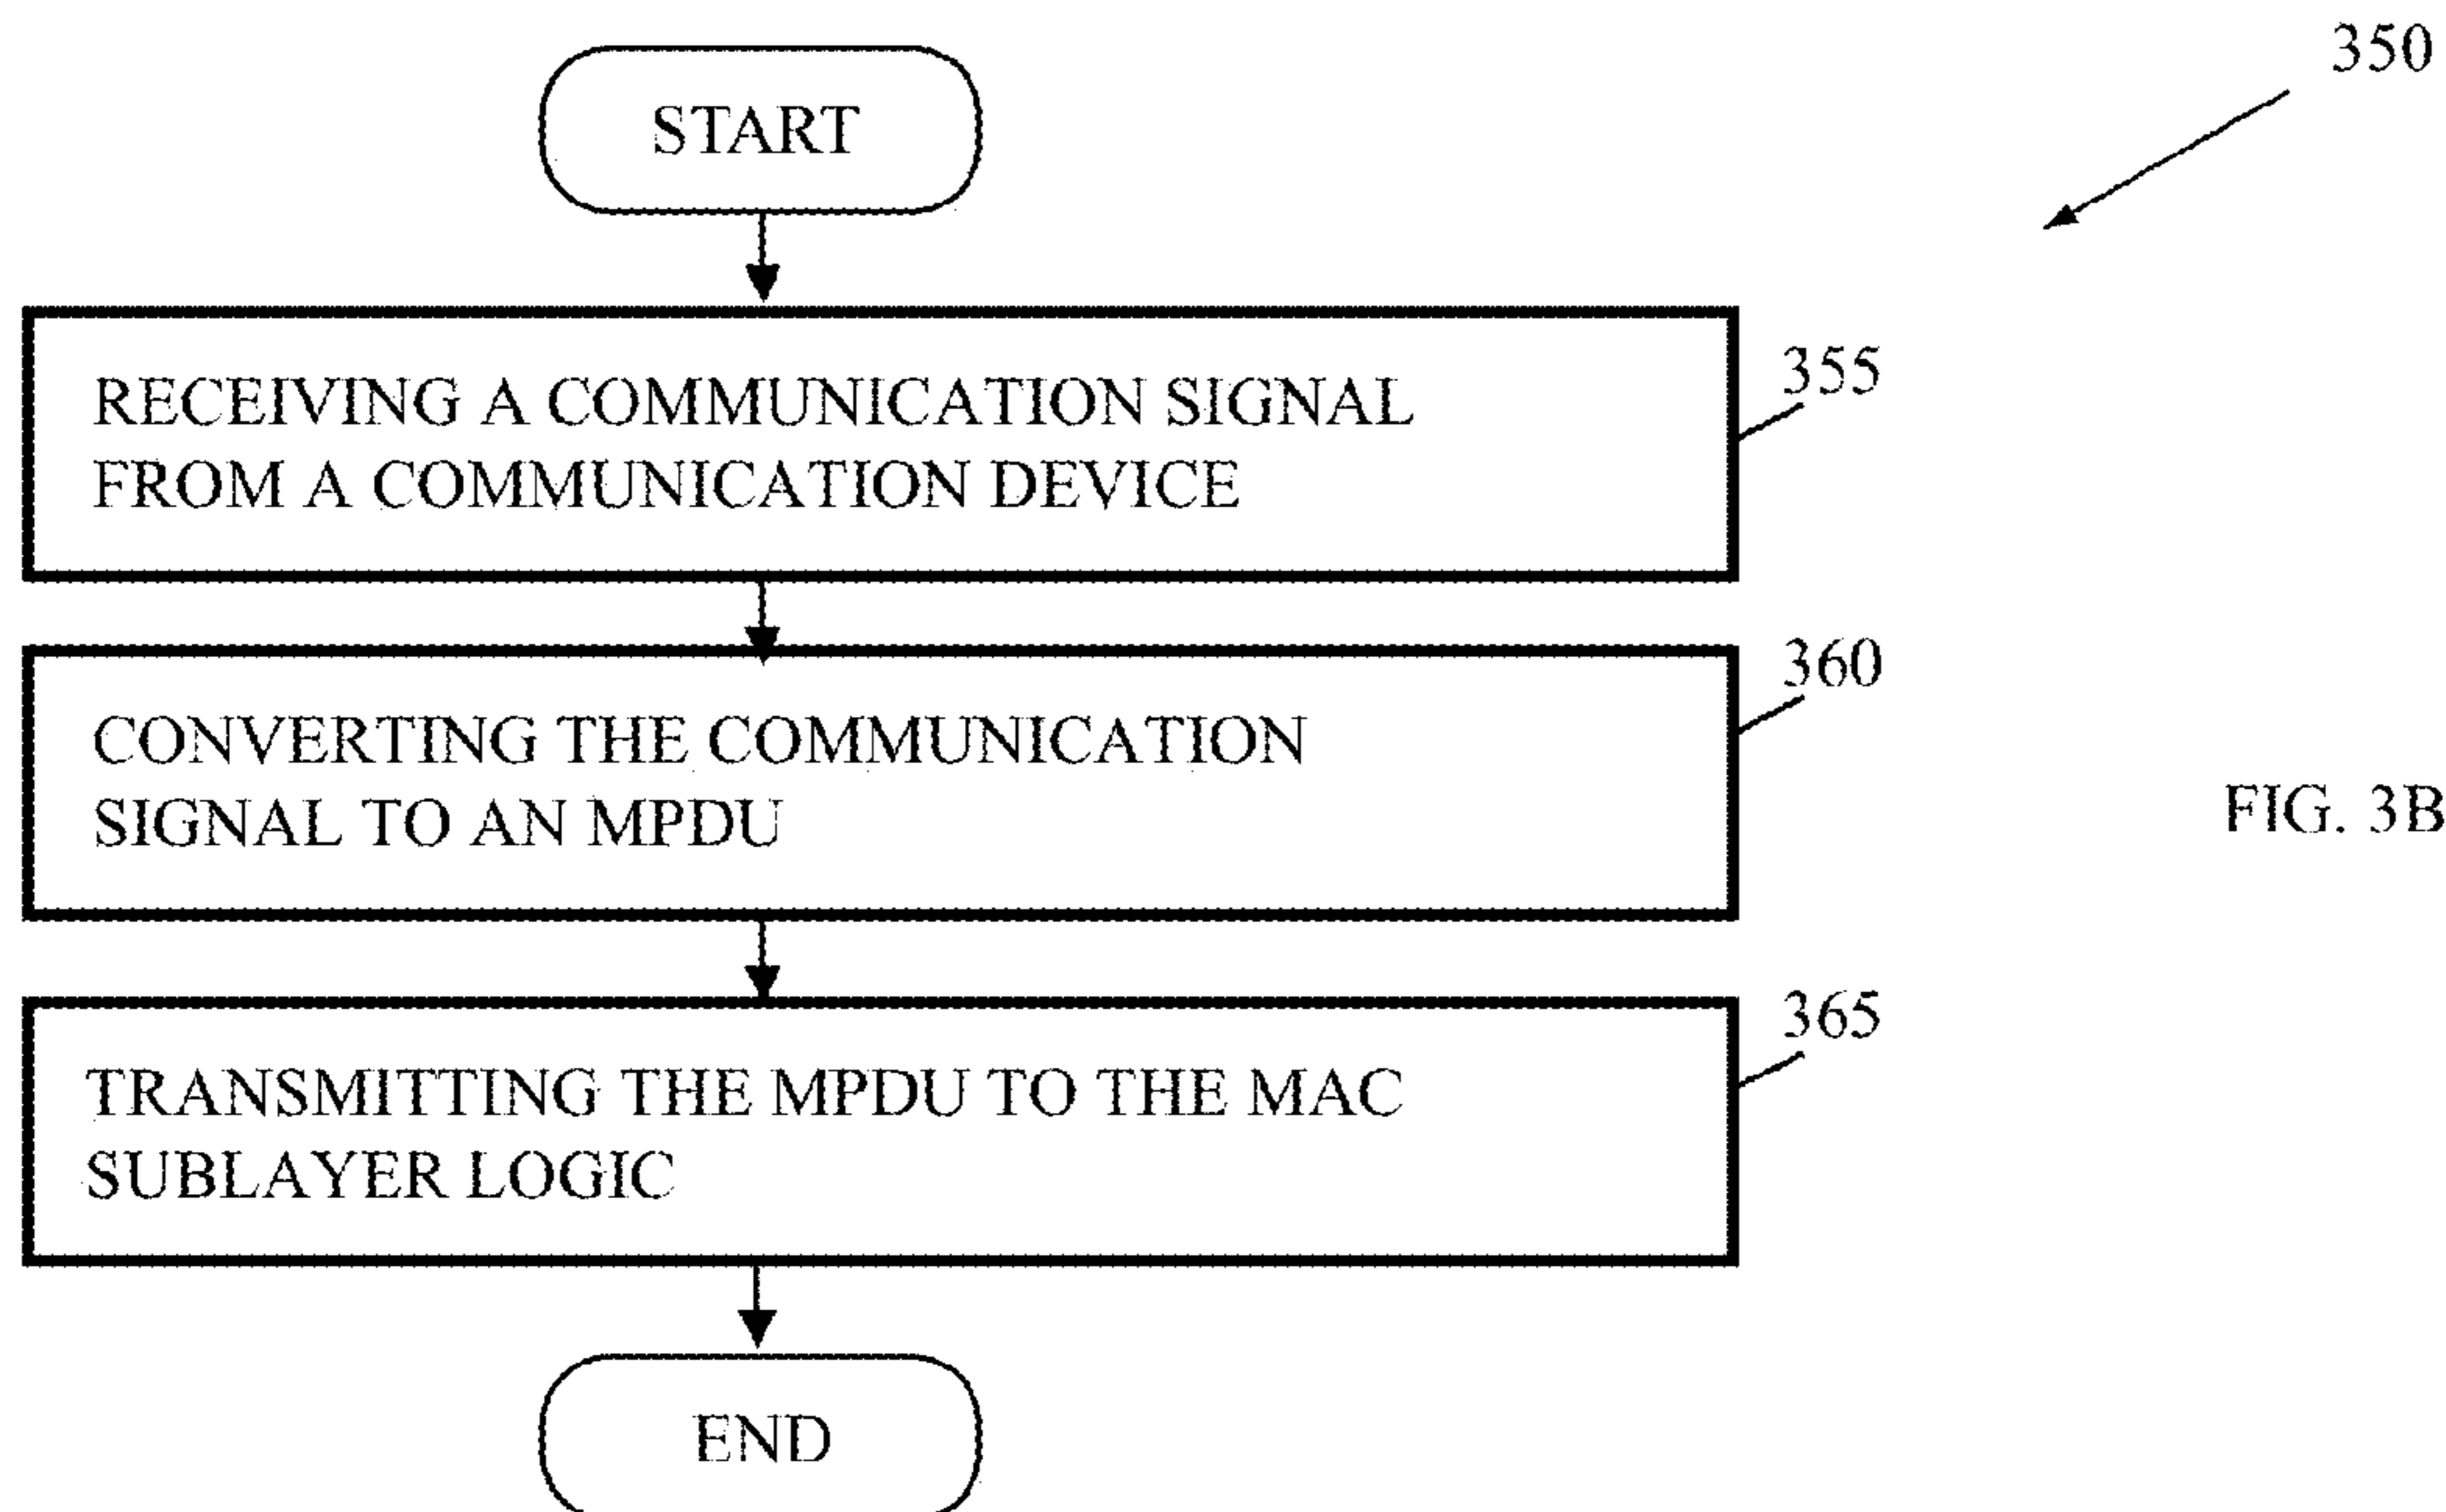 350
START
RECEIVING A COMMUNICATION SIGNAL
FROM A COMMUNICATION DEVICE
355
CONVERTING THE COMMUNICATION
SIGNAL TO AN MPDU
360
FIG. 3B
TRANSMITTING THE MPDU TO THE MAC
SUBLAYER LOGIC
365
END